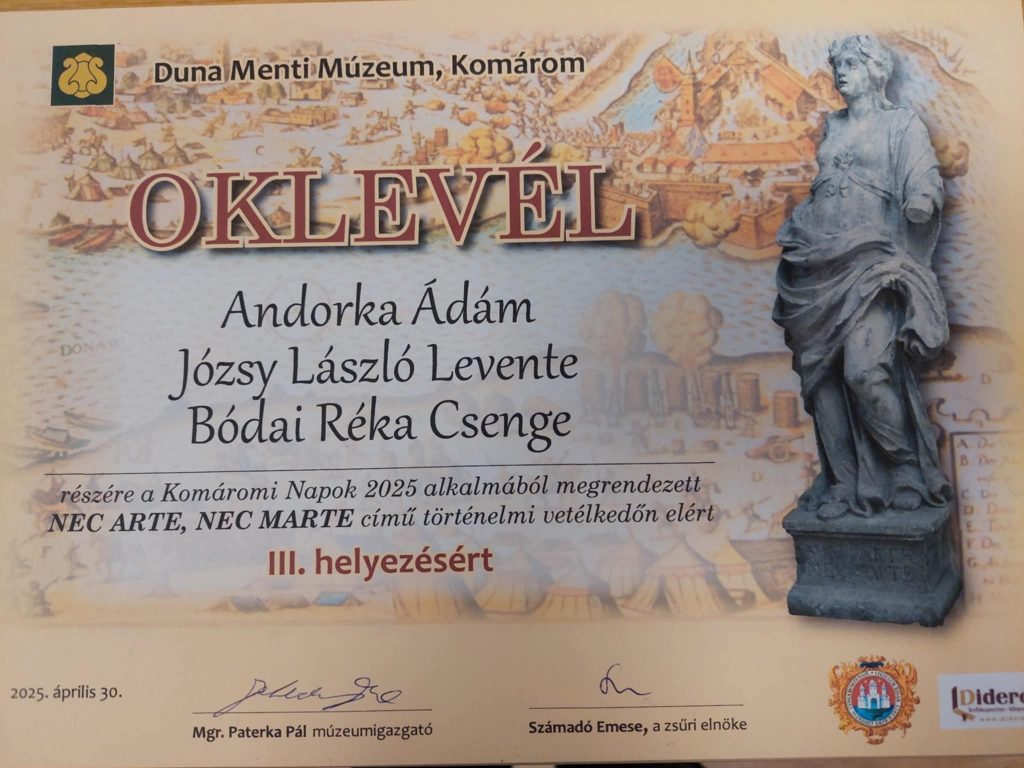 Duna Menti Múzeum, Komárom
OKLEVÉL
Andorka Ádám
Józsy László Levente
Bódai Réka Csenge
részére a Komáromi Napok 2025 alkalmából megrendezett
NEC ARTE, NEC MARTE című történelmi vetélkedőn elért
III. helyezésért
2025. április 30.
Mgr. Paterka Pál múzeumigazgató
Számadó Emese, a zsűri elnöke